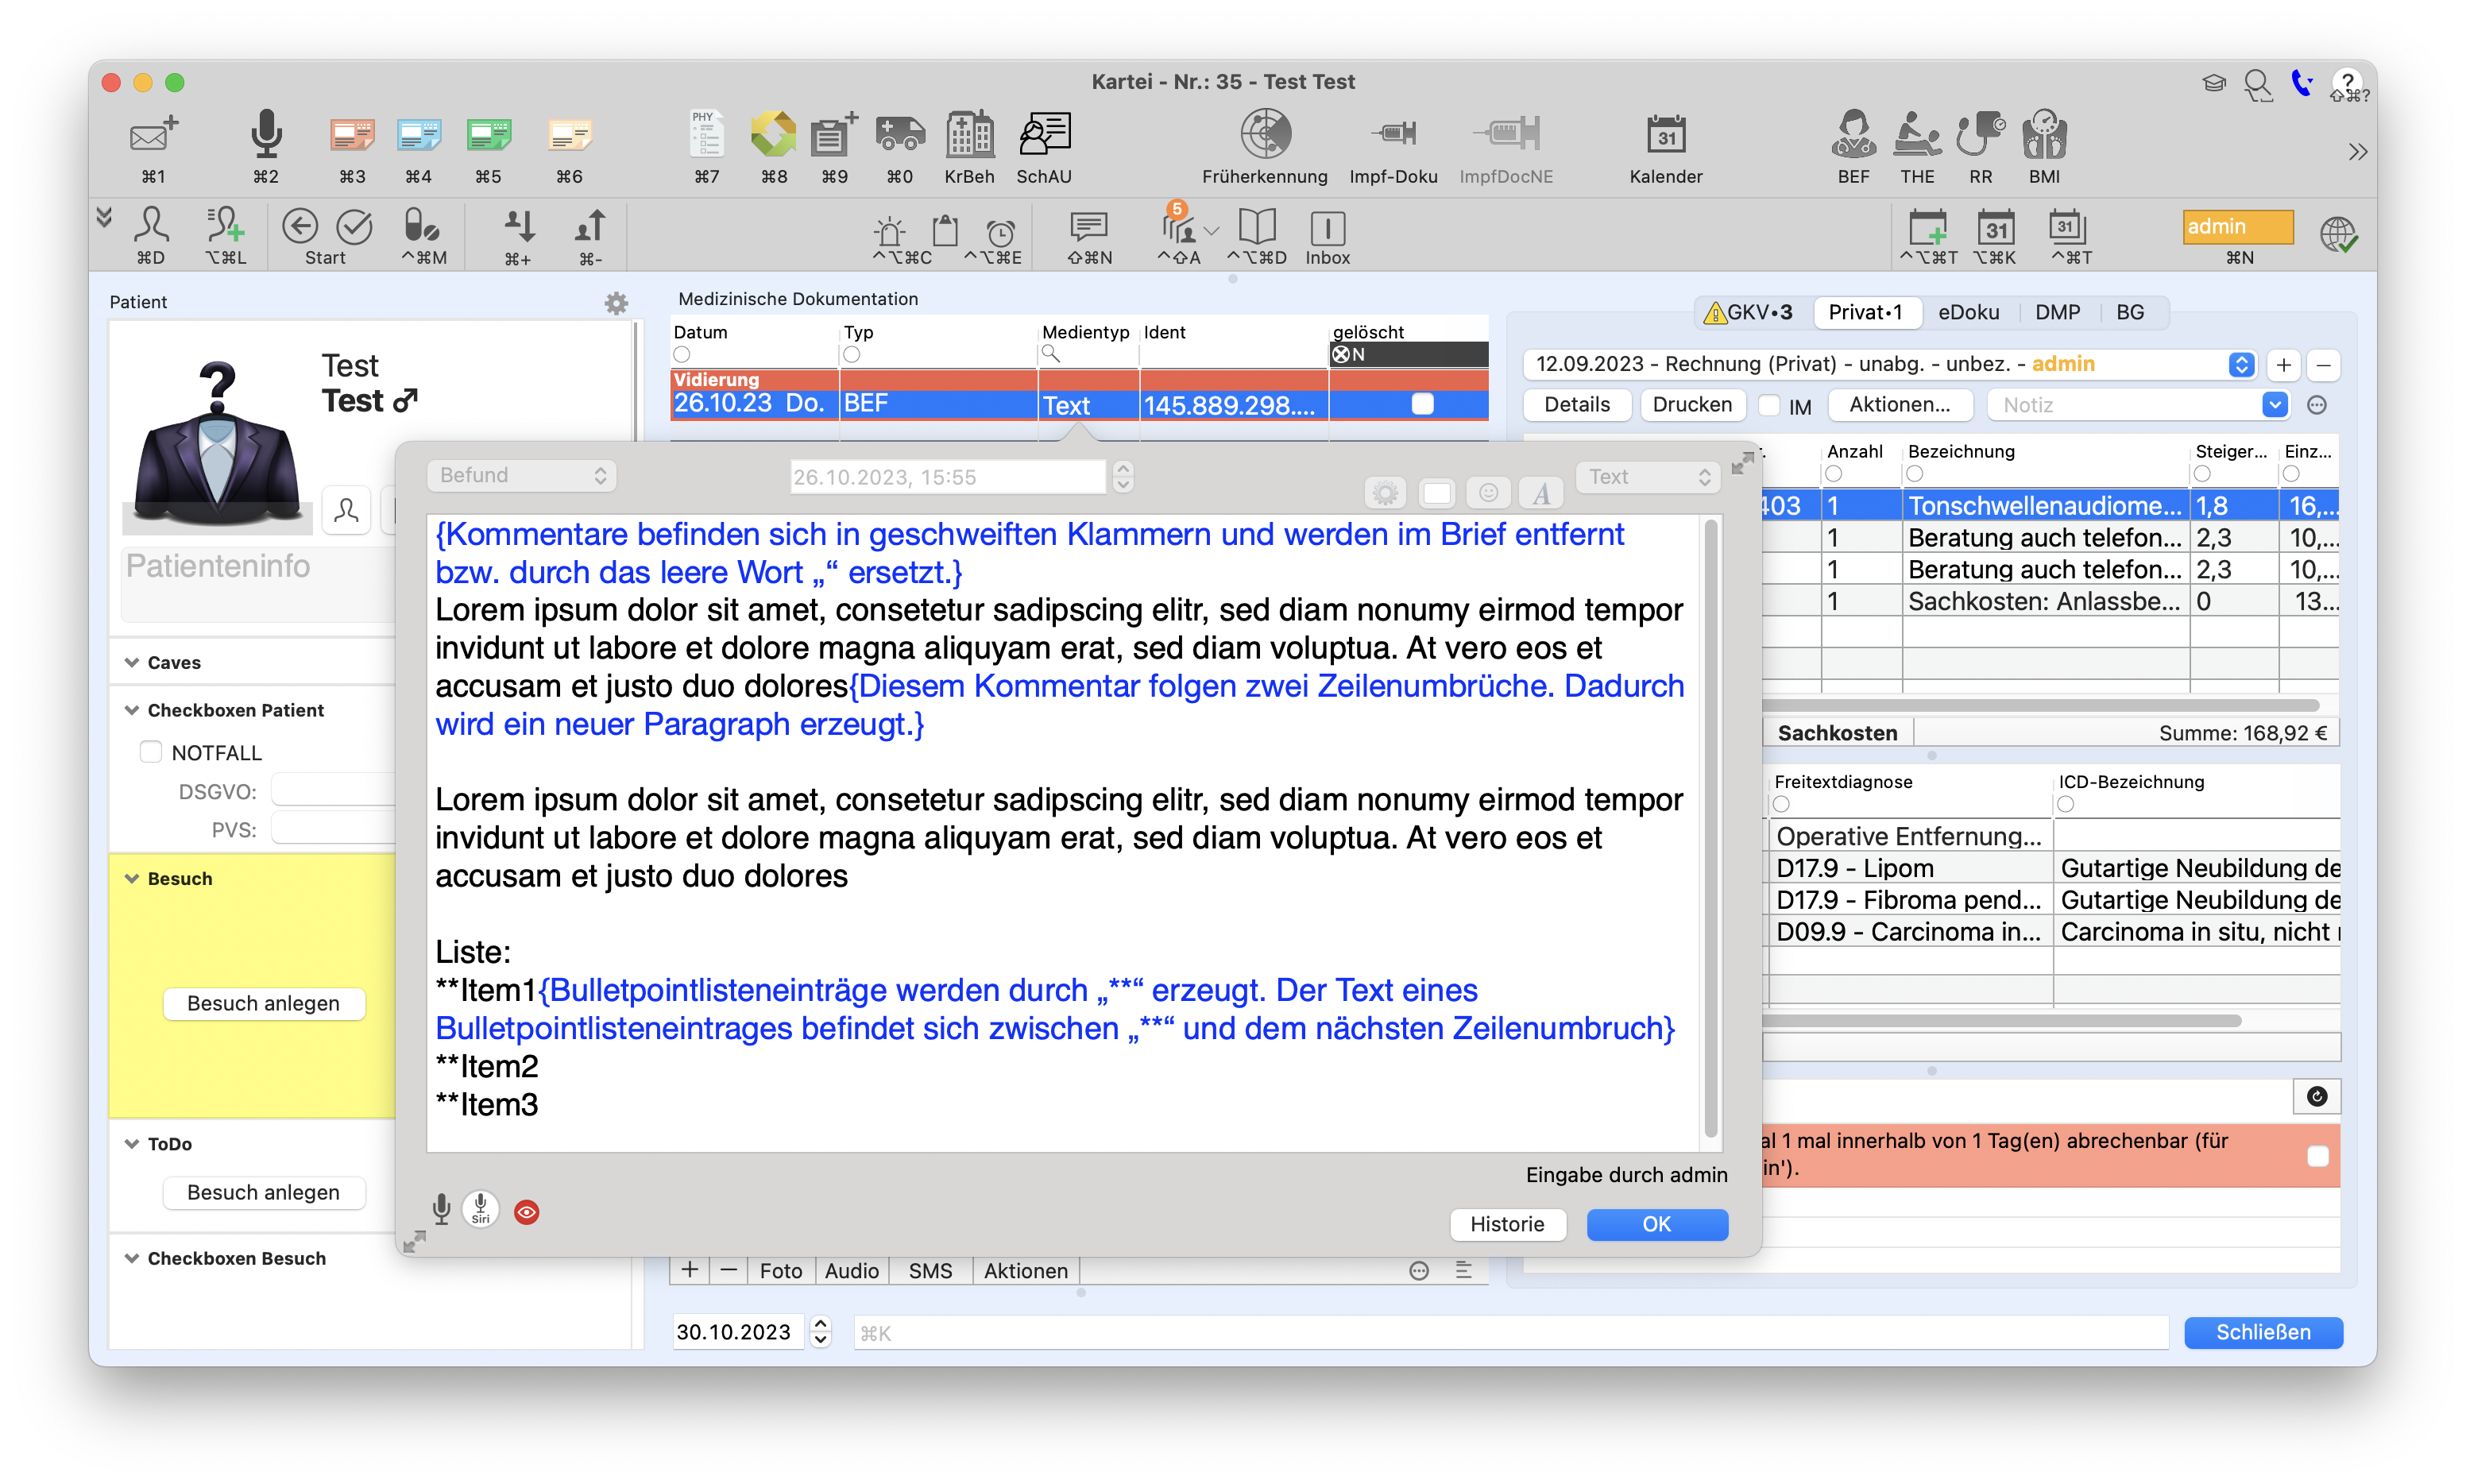 Kartei - Nr.: 35 - Test Test
⇧⌘?
PHY
31
⌘1
⌘2
⌘3
⌘4
⌘5
⌘6
⌘7
⌘8
⌘9
⌘0
KrBeh
SchAU
Früherkennung
Impf-Doku
ImpfDocNE
Kalender
BEF
THE
RR
BMI
5
31
31
admin
⌘D
⌥⌘L
Start
^⌘M
⌘+
⌘-
^⌥⌘C
^⌥⌘E
⇧⌘N
^⇧A
^⌥⌘D
Inbox
^⌥⌘T
⌥⌘K
^⌘T
⌘N
Patient
Test
Test ♂
Patienteninfo
Caves
Checkboxen Patient
NOTFALL
DSGVO:
PVS:
Besuch
Besuch anlegen
ToDo
Besuch anlegen
Checkboxen Besuch
Medizinische Dokumentation
Datum Typ Medientyp Ident gelöscht
N
Vidierung
26.10.23 Do. BEF Text 145.889.298....
Befund
26.10.2023, 15:55
A
Text
{Kommentare befinden sich in geschweiften Klammern und werden im Brief entfernt
bzw. durch das leere Wort „“ ersetzt.}
Lorem ipsum dolor sit amet, consetetur sadipscing elitr, sed diam nonumy eirmod tempor
invidunt ut labore et dolore magna aliquyam erat, sed diam voluptua. At vero eos et
accusam et justo duo dolores{Diesem Kommentar folgen zwei Zeilenumbrüche. Dadurch
wird ein neuer Paragraph erzeugt.}
Lorem ipsum dolor sit amet, consetetur sadipscing elitr, sed diam nonumy eirmod tempor
invidunt ut labore et dolore magna aliquyam erat, sed diam voluptua. At vero eos et
accusam et justo duo dolores
Liste:
**Item1{Bulletpointlisteneinträge werden durch „**“ erzeugt. Der Text eines
Bulletpointlisteneintrages befindet sich zwischen „**“ und dem nächsten Zeilenumbruch}
**Item2
**Item3
Eingabe durch admin
Siri
Historie
OK
+ − Foto Audio SMS Aktionen
30.10.2023
⌘K
Schließen
GKV•3 Privat•1 eDoku DMP BG
12.09.2023 - Rechnung (Privat) - unabg. - unbez. - admin
+ −
Details Drucken IM Aktionen... Notiz
Anzahl Bezeichnung Steiger... Einz...
403 1 Tonschwellenaudiome... 1,8 16,...
1 Beratung auch telefon... 2,3 10,...
1 Beratung auch telefon... 2,3 10,...
1 Sachkosten: Anlassbe... 0 13...
Sachkosten Summe: 168,92 €
Freitextdiagnose ICD-Bezeichnung
Operative Entfernung...
D17.9 - Lipom Gutartige Neubildung de
D17.9 - Fibroma pend... Gutartige Neubildung de
D09.9 - Carcinoma in... Carcinoma in situ, nicht
al 1 mal innerhalb von 1 Tag(en) abrechenbar (für
in').